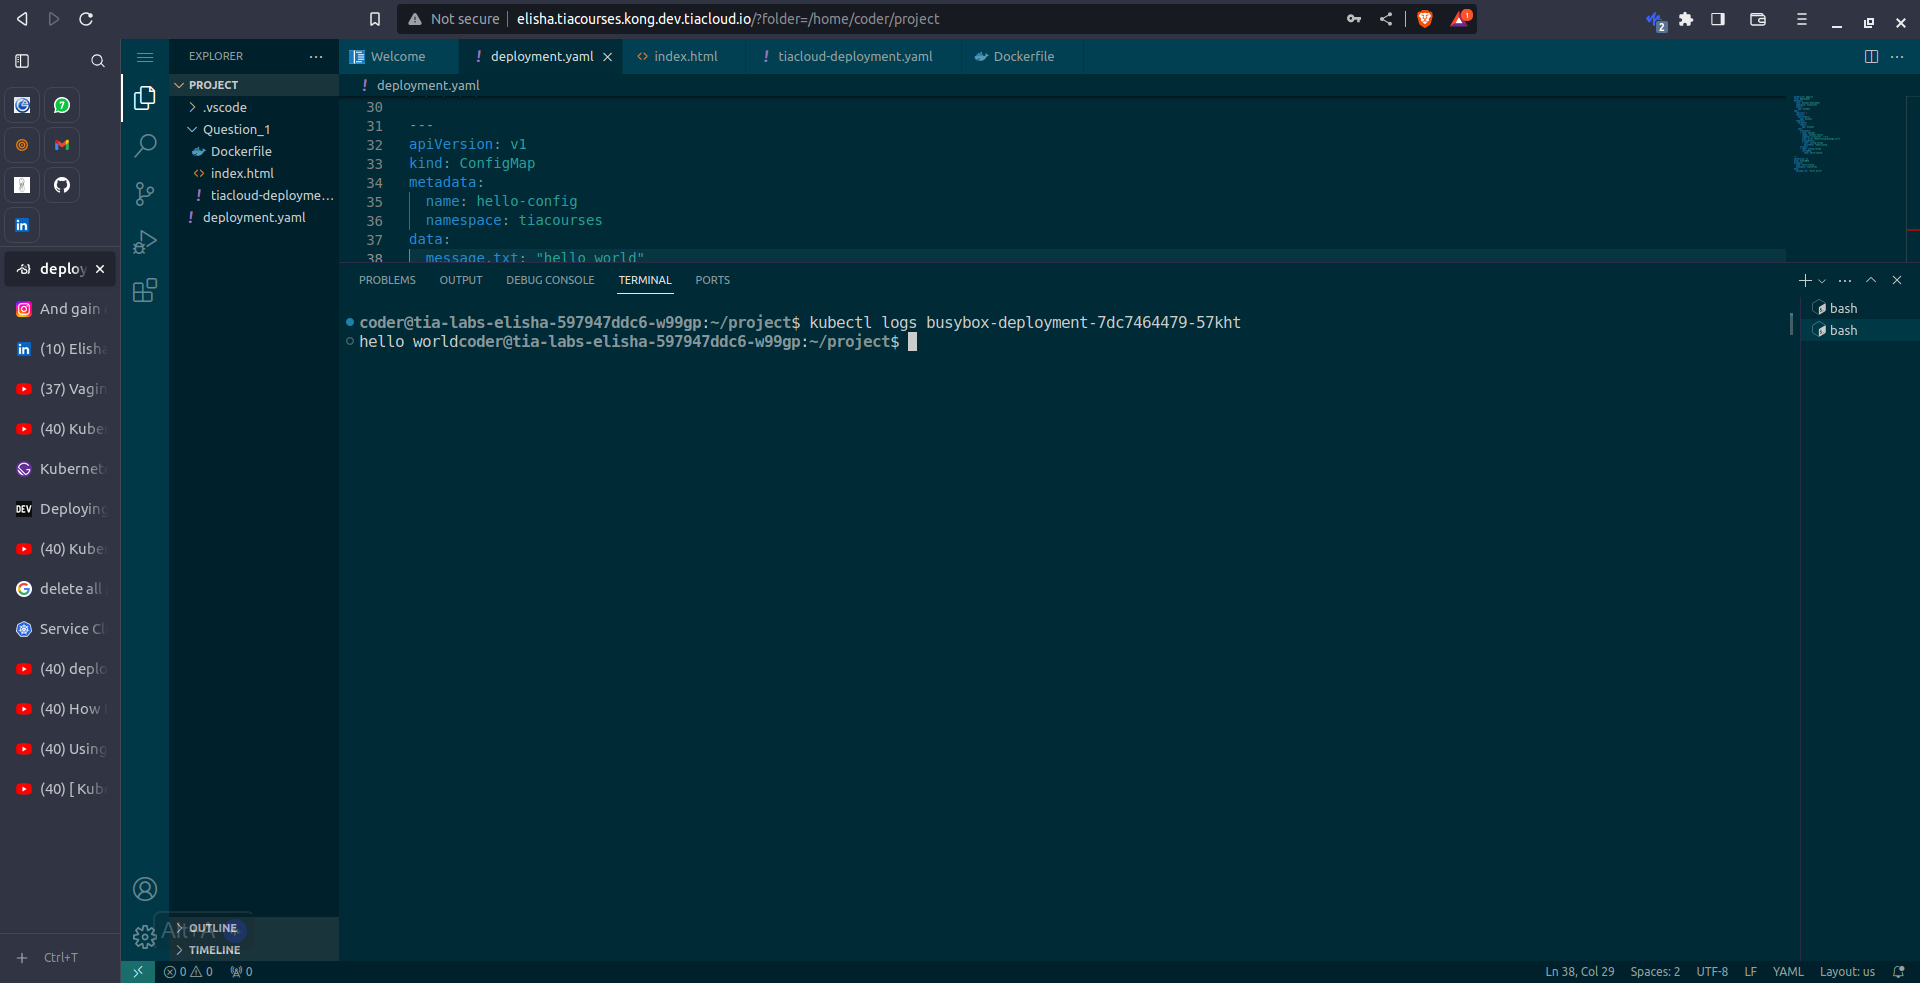 Not secure
elisha.tiacourses.kong.dev.tiacloud.io/?folder=/home/coder/project
1
2
7
deploy
And gain
(10) Elisha
(37) Vagin
(40) Kube
Kubernet
DEV Deploying
(40) Kube
delete all
Service Cl
(40) deplo
(40) How
(40) Using
(40) [ Kub
Ctrl+T
EXPLORER
PROJECT
.vscode
Question_1
Dockerfile
index.html
tiacloud-deployme...
deployment.yaml
Alt+A
OUTLINE
TIMELINE
Welcome
deployment.yaml
index.html
tiacloud-deployment.yaml
Dockerfile
deployment.yaml
30
31 ---
32 apiVersion: v1
33 kind: ConfigMap
34 metadata:
35 name: hello-config
36 namespace: tiacourses
37 data:
38 message.txt: "hello world"
PROBLEMS OUTPUT DEBUG CONSOLE TERMINAL PORTS
coder@tia-labs-elisha-597947ddc6-w99gp:~/project$ kubectl logs busybox-deployment-7dc7464479-57kht
hello worldcoder@tia-labs-elisha-597947ddc6-w99gp:~/project$
bash
bash
0 0 0
Ln 38, Col 29 Spaces: 2 UTF-8 LF YAML Layout: us